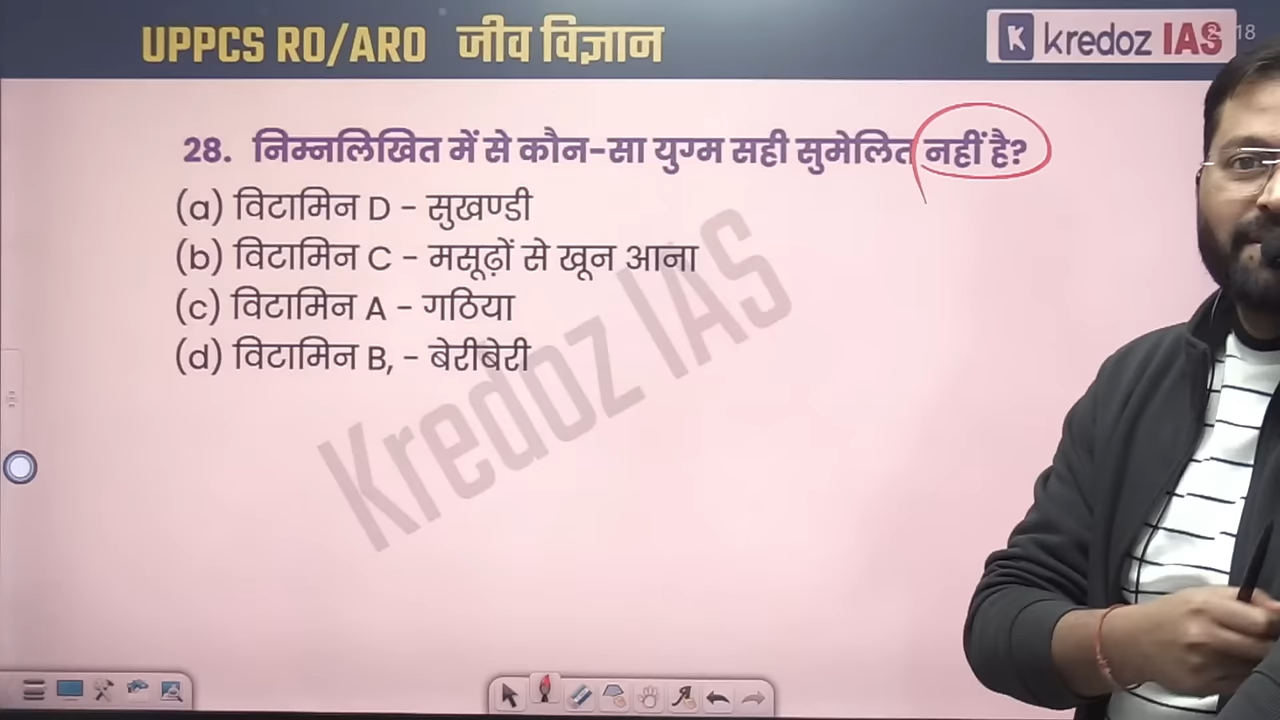 UPPCS RO/ARO जीव विज्ञान
K kredoz IAS
28. निम्नलिखित में से कौन-सा युग्म सही सुमेलित नहीं है?
(a) विटामिन D - सुखण्डी
(b) विटामिन C - मसूढ़ों से खून आना
(c) विटामिन A - गठिया
(d) विटामिन B, - बेरीबेरी
Kredoz IAS